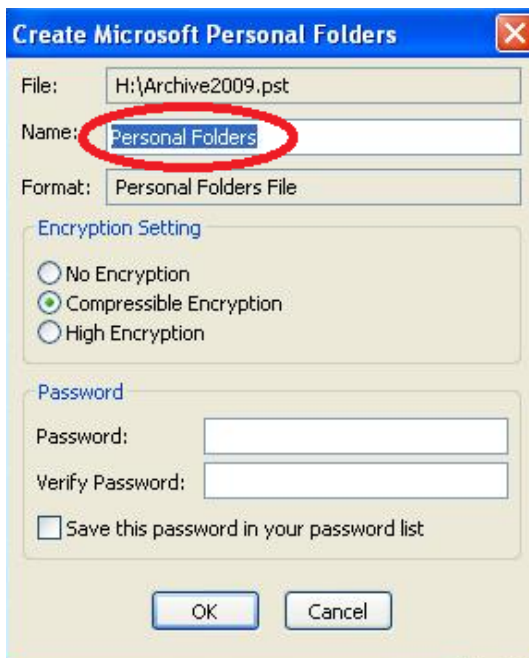 Create Microsoft Personal Folders
File: H:\Archive2009.pst
Name: Personal Folders
Format: Personal Folders File
Encryption Setting
No Encryption
Compressible Encryption
High Encryption
Password
Password:
Verify Password:
Save this password in your password list
OK Cancel